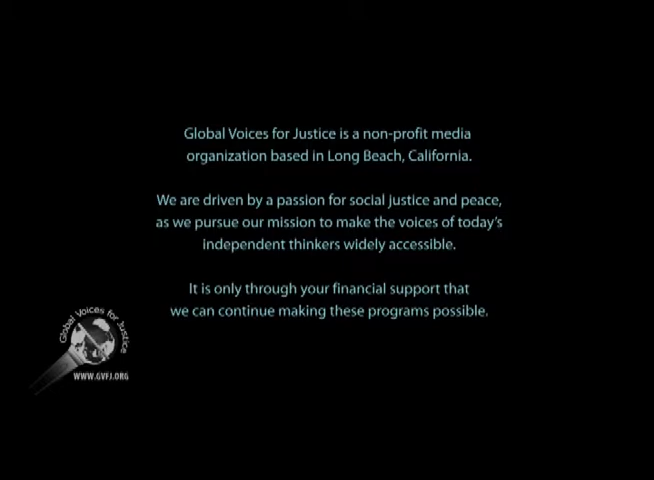 Global Voices for Justice is a non-profit media
organization based in Long Beach, California.
We are driven by a passion for social justice and peace,
as we pursue our mission to make the voices of today's
independent thinkers widely accessible.
It is only through your financial support that
we can continue making these programs possible.
Global Voices for Justice
WWW.GVFJ.ORG